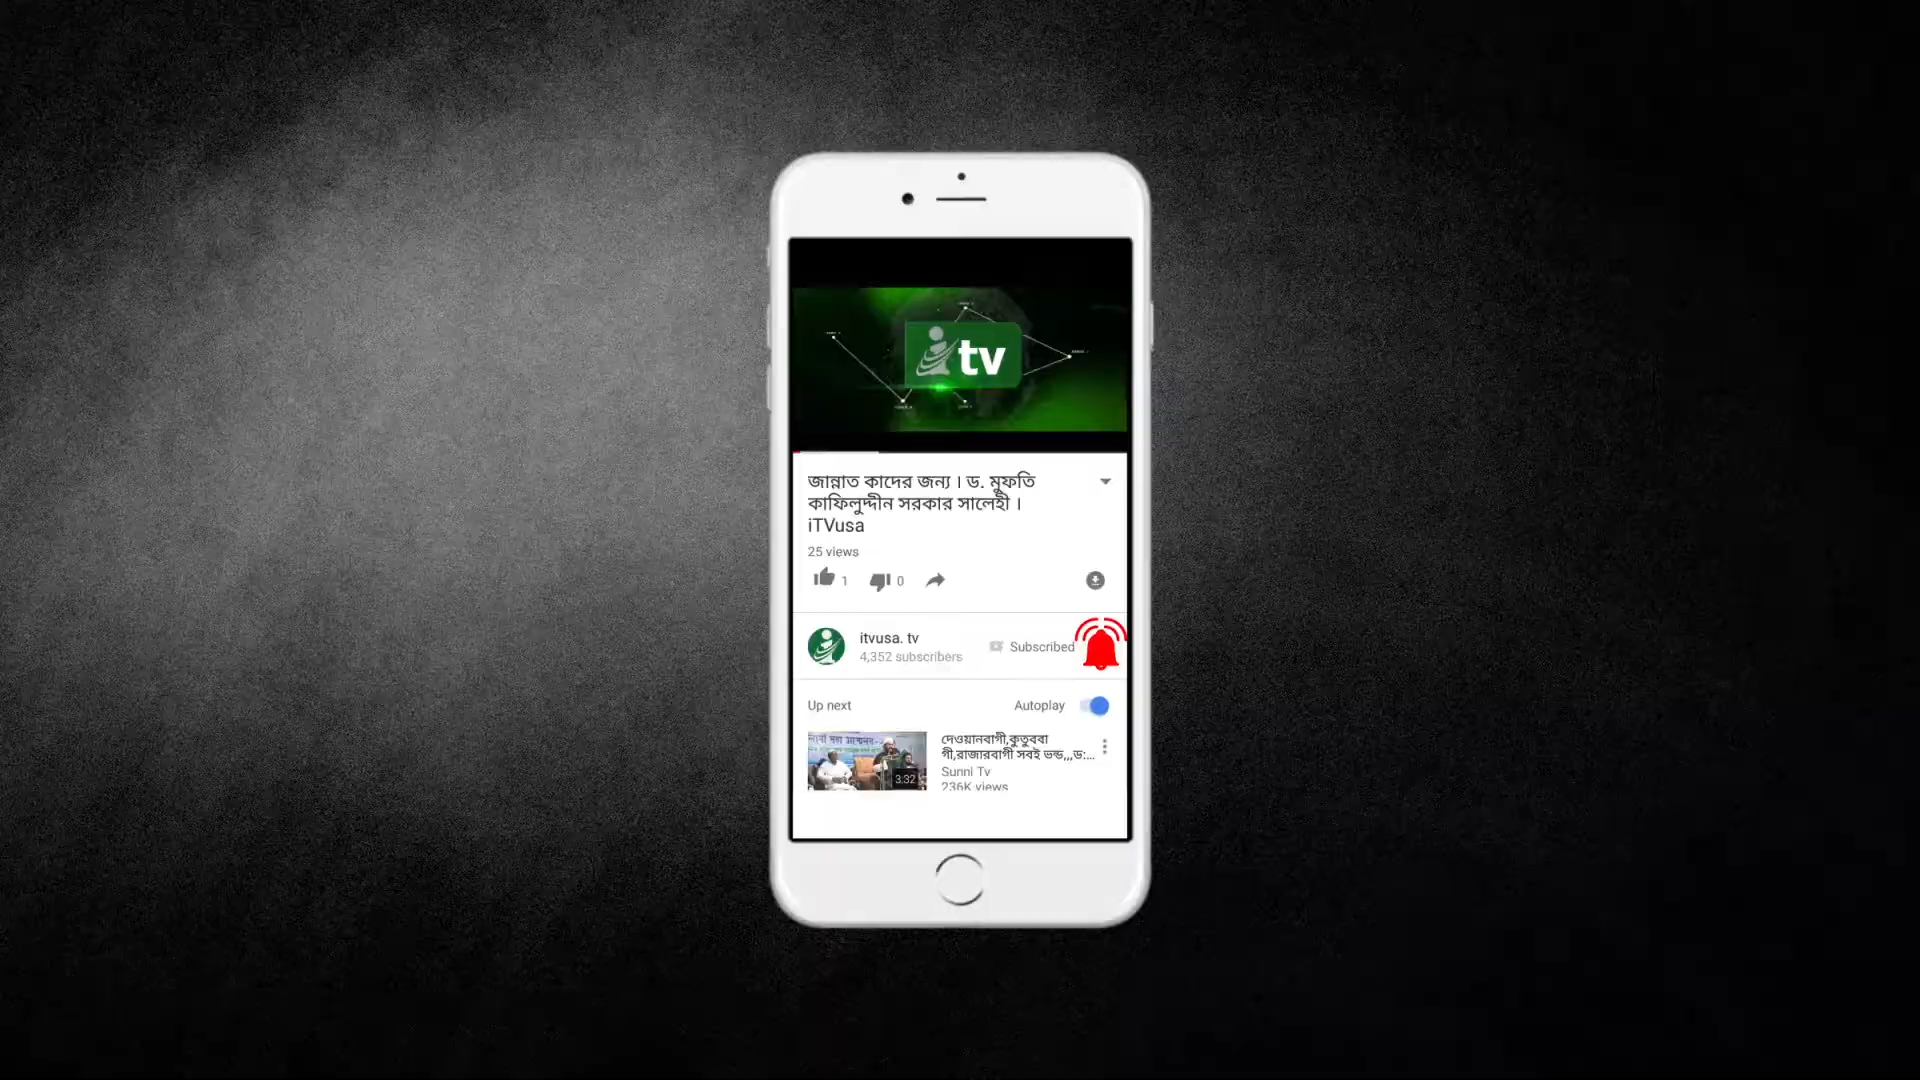 tv
জান্নাত কাদের জন্য । ড. মুফতি
কাফিলুদ্দীন সরকার সালেহী ।
iTVusa
25 views
1
0
itvusa. tv
4,352 subscribers
Subscribed
Up next
Autoplay
3:32
দেওয়ানবাগী,কুতুববা
গী,রাজারবাগী সবই ভন্ড,,,ড:...
Sunni Tv
236K views